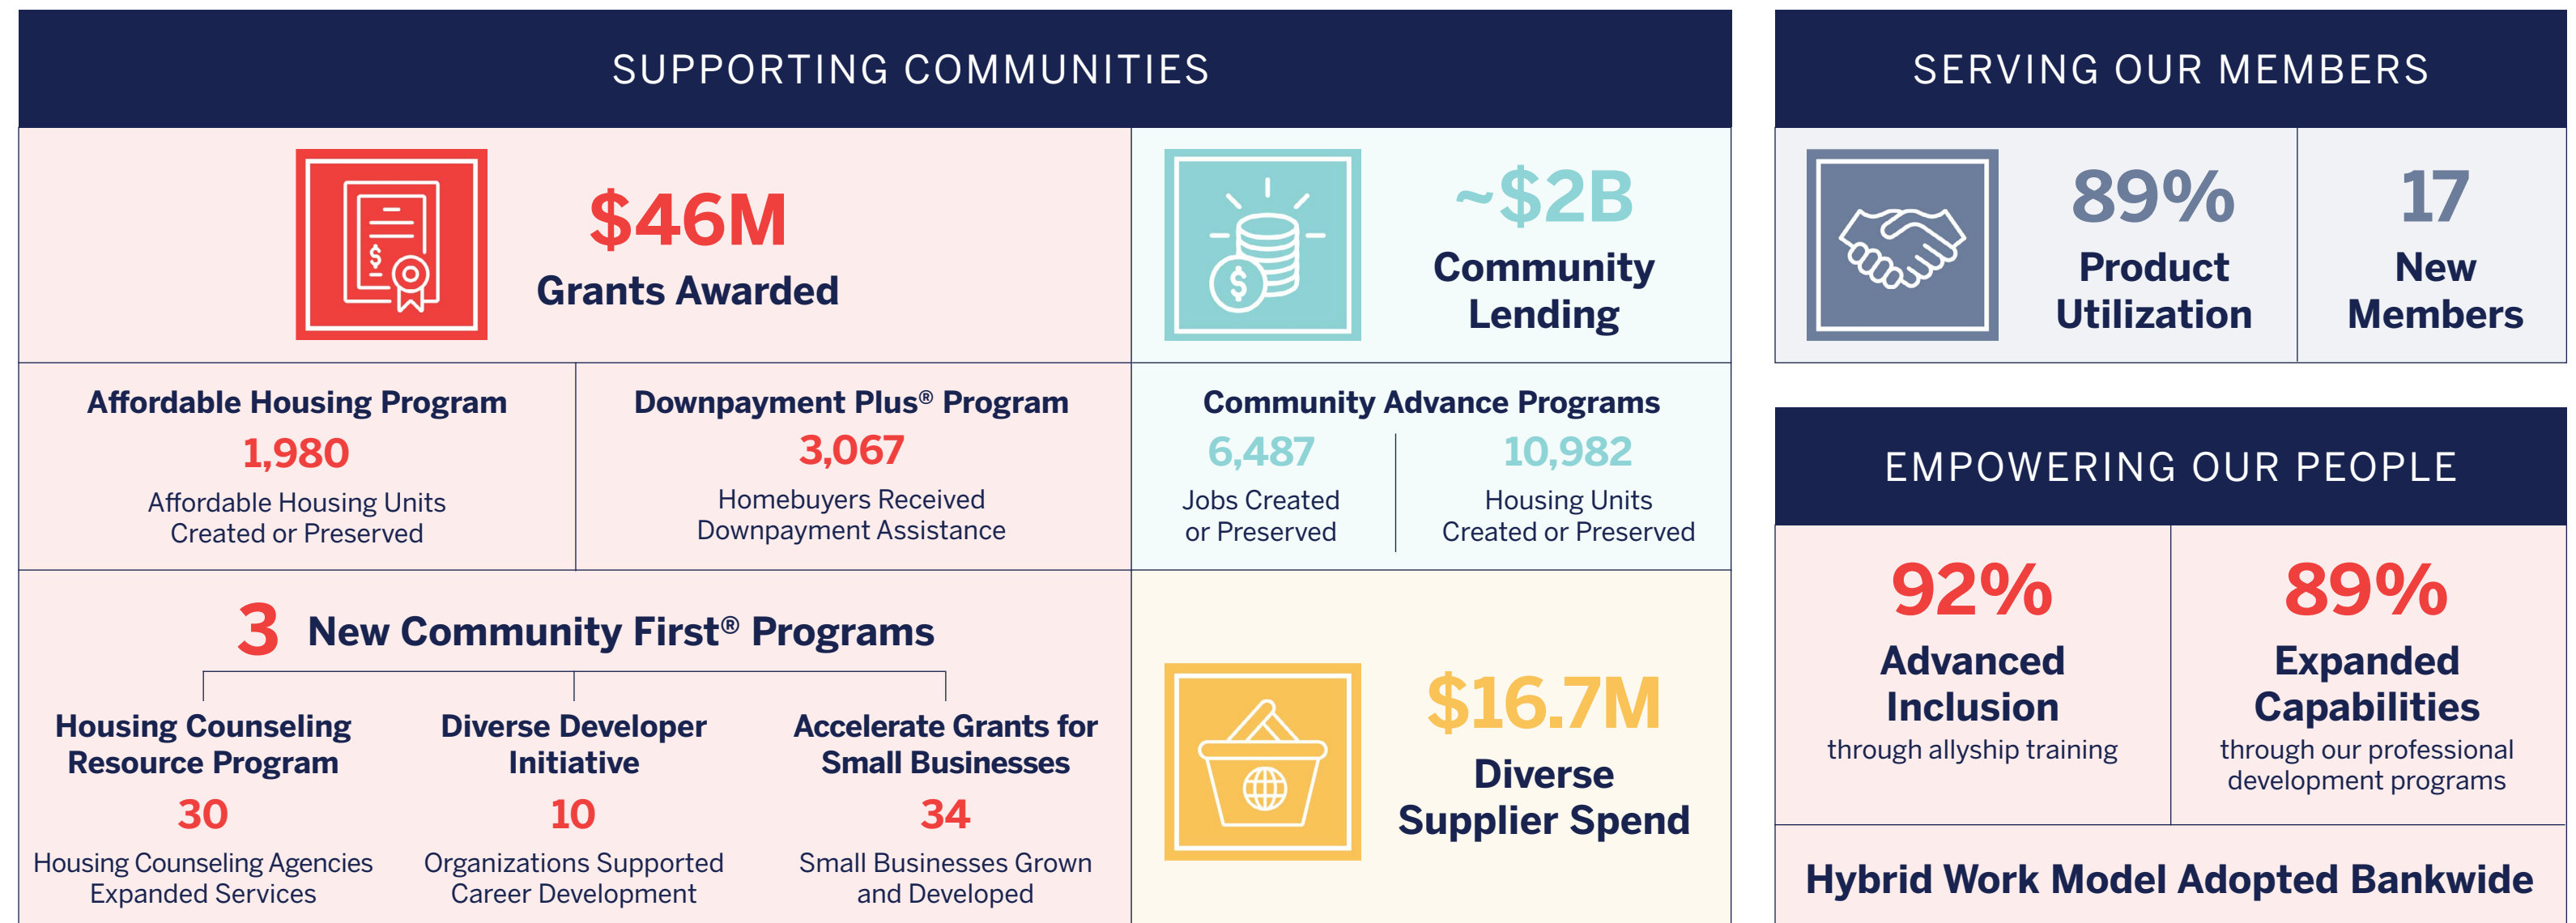 SUPPORTING COMMUNITIES
$46M
Grants Awarded
~$2B
Community
Lending
Affordable Housing Program
1,980
Affordable Housing Units
Created or Preserved
Downpayment Plus® Program
3,067
Homebuyers Received
Downpayment Assistance
Community Advance Programs
6,487
Jobs Created
or Preserved
10,982
Housing Units
Created or Preserved
3 New Community First® Programs
Housing Counseling
Resource Program
30
Housing Counseling Agencies
Expanded Services
Diverse Developer
Initiative
10
Organizations Supported
Career Development
Accelerate Grants for
Small Businesses
34
Small Businesses Grown
and Developed
$16.7M
Diverse
Supplier Spend
SERVING OUR MEMBERS
89%
Product
Utilization
17
New
Members
EMPOWERING OUR PEOPLE
92%
Advanced
Inclusion
through allyship training
89%
Expanded
Capabilities
through our professional
development programs
Hybrid Work Model Adopted Bankwide